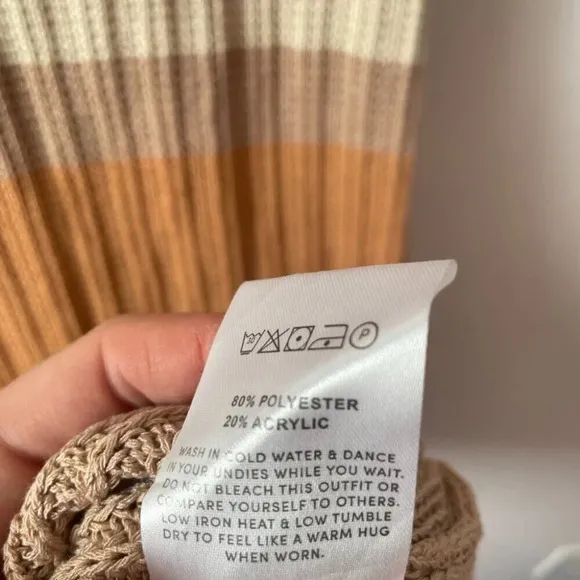 P
80% POLYESTER
20% ACRYLIC
WASH IN COLD WATER & DANCE
IN YOUR UNDIES WHILE YOU WAIT.
DO NOT BLEACH THIS OUTFIT OR
COMPARE YOURSELF TO OTHERS.
LOW IRON HEAT & LOW TUMBLE
DRY TO FEEL LIKE A WARM HUG
WHEN WORN.